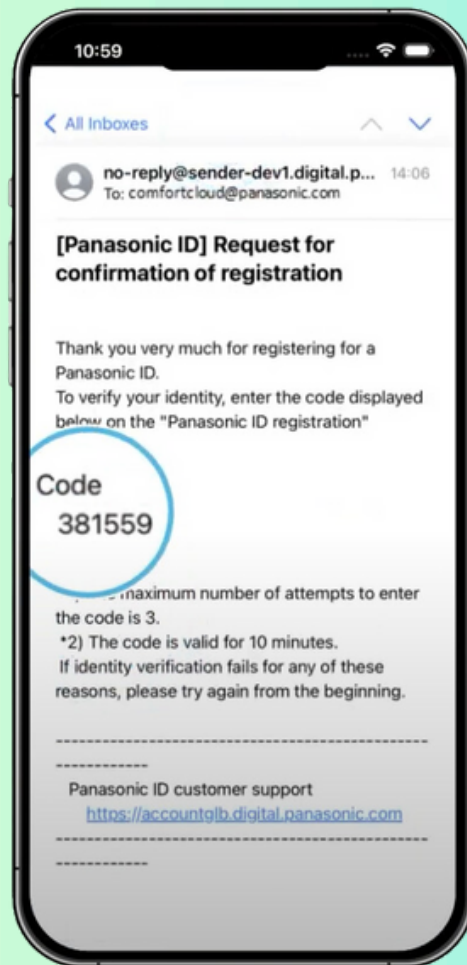 10:59
All Inboxes
no-reply@sender-dev1.digital.p... 14:06
To: comfortcloud@panasonic.com
[Panasonic ID] Request for
confirmation of registration
Thank you very much for registering for a
Panasonic ID.
To verify your identity, enter the code displayed
below on the "Panasonic ID registration"
Code
381559
maximum number of attempts to enter
the code is 3.
*2) The code is valid for 10 minutes.
If identity verification fails for any of these
reasons, please try again from the beginning.
-----------------------------------------------
------------
Panasonic ID customer support
https://accountglb.digital.panasonic.com
-----------------------------------------------
------------